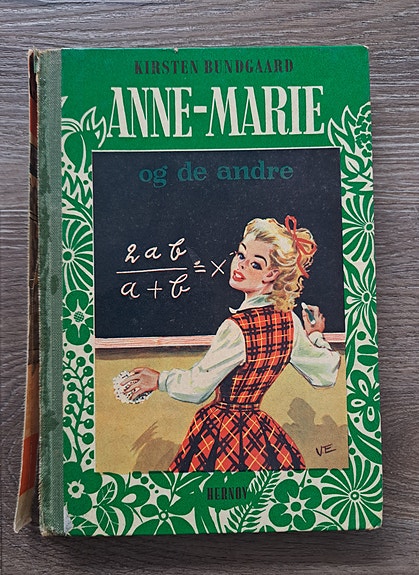 KIRSTEN BUNDGAARD
ANNE-MARIE
og de andre
2ab
a+b
= x
VE
HERNOV